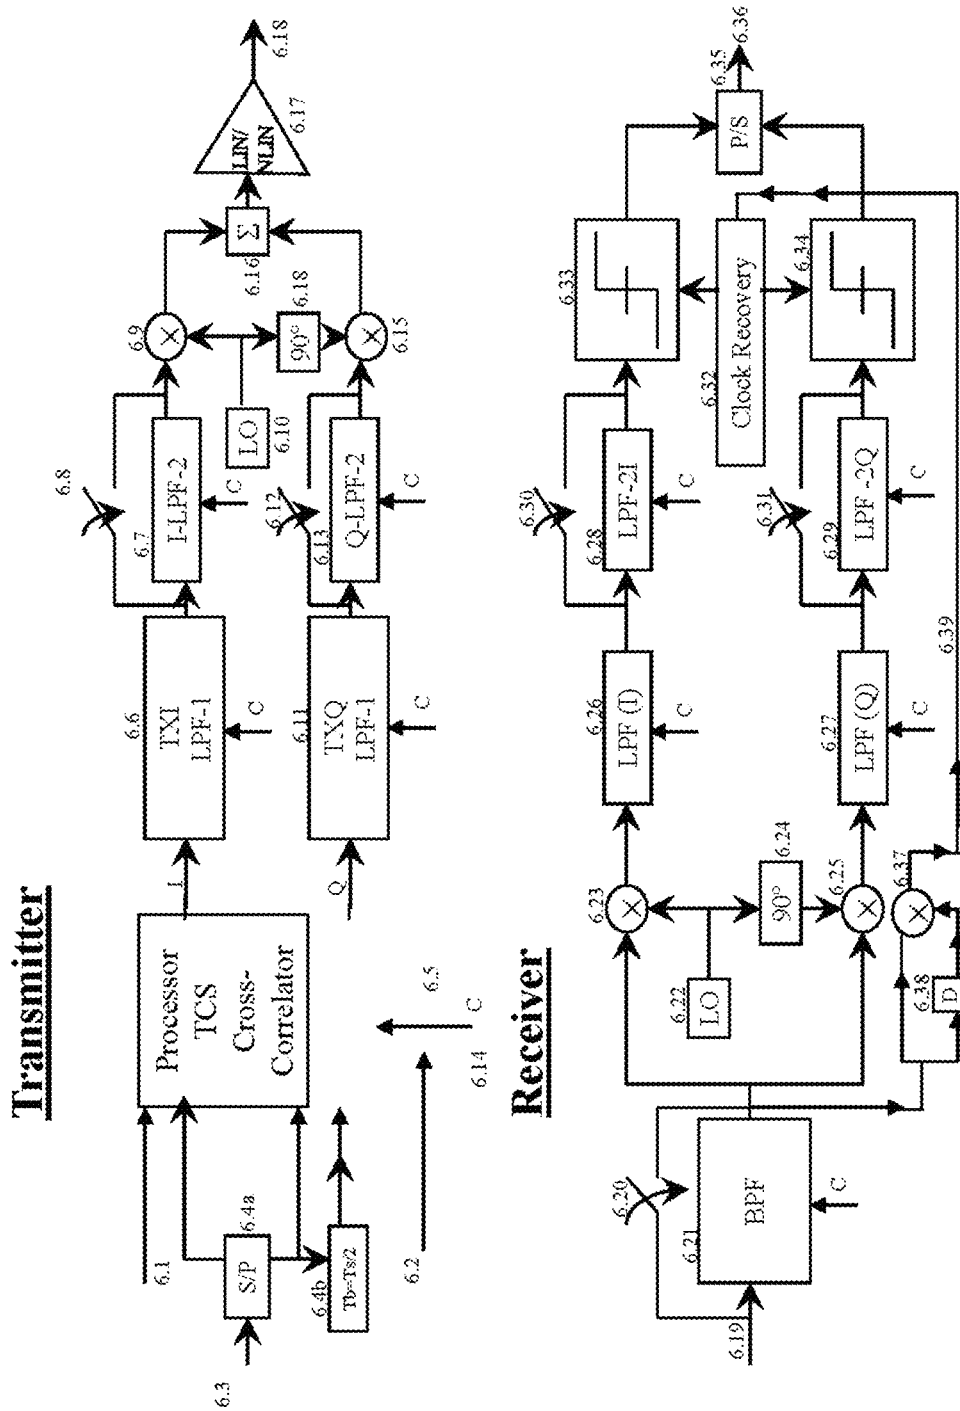 Transmitter
6.3
S/P
6.4a
6.4b
Tb=Ts/2
6.1
6.2
Processor
TCS
Cross-
Correlator
6.5
C
6.14
I
Q
6.6
TXI
LPF-1
C
6.11
TXQ
LPF-1
C
6.8
6.7
I-LPF-2
C
6.12
6.13
Q-LPF-2
C
LO
6.10
6.9
90°
6.18
6.15
Σ
6.16
LIN/
NLIN
6.17
6.18
Receiver
6.19
6.20
6.21
BPF
C
6.22
LO
6.23
90°
6.24
6.25
6.37
6.38
D
6.39
6.26
LPF (I)
C
6.27
LPF (Q)
C
6.30
6.28
LPF-2I
C
6.31
6.29
LPF -2Q
C
6.32
Clock Recovery
6.33
6.34
P/S
6.35
6.36